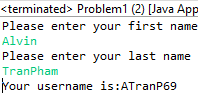 <terminated> Problem1 (2) [Java App
Please enter your first name
Alvin
Please enter your last name
TranPham
Your username is:ATranP69